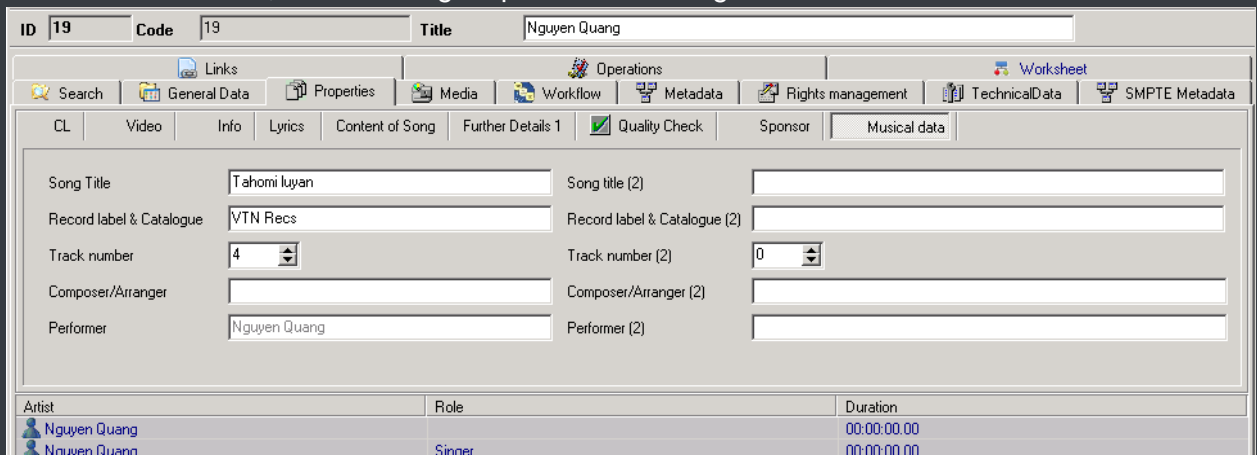 ID 19 Code 19 Title Nguyen Quang
Links Operations Worksheet
Search General Data Properties Media Workflow Metadata Rights management TechnicalData SMPTE Metadata
CL Video Info Lyrics Content of Song Further Details 1 Quality Check Sponsor Musical data
Song Title Tahomi luyan Song title (2)
Record label & Catalogue VTN Recs Record label & Catalogue (2)
Track number 4 Track number (2) 0
Composer/Arranger Composer/Arranger (2)
Performer Nguyen Quang Performer (2)
Artist Role Duration
Nguyen Quang 00:00:00.00
Nguyen Quang Singer 00:00:00.00